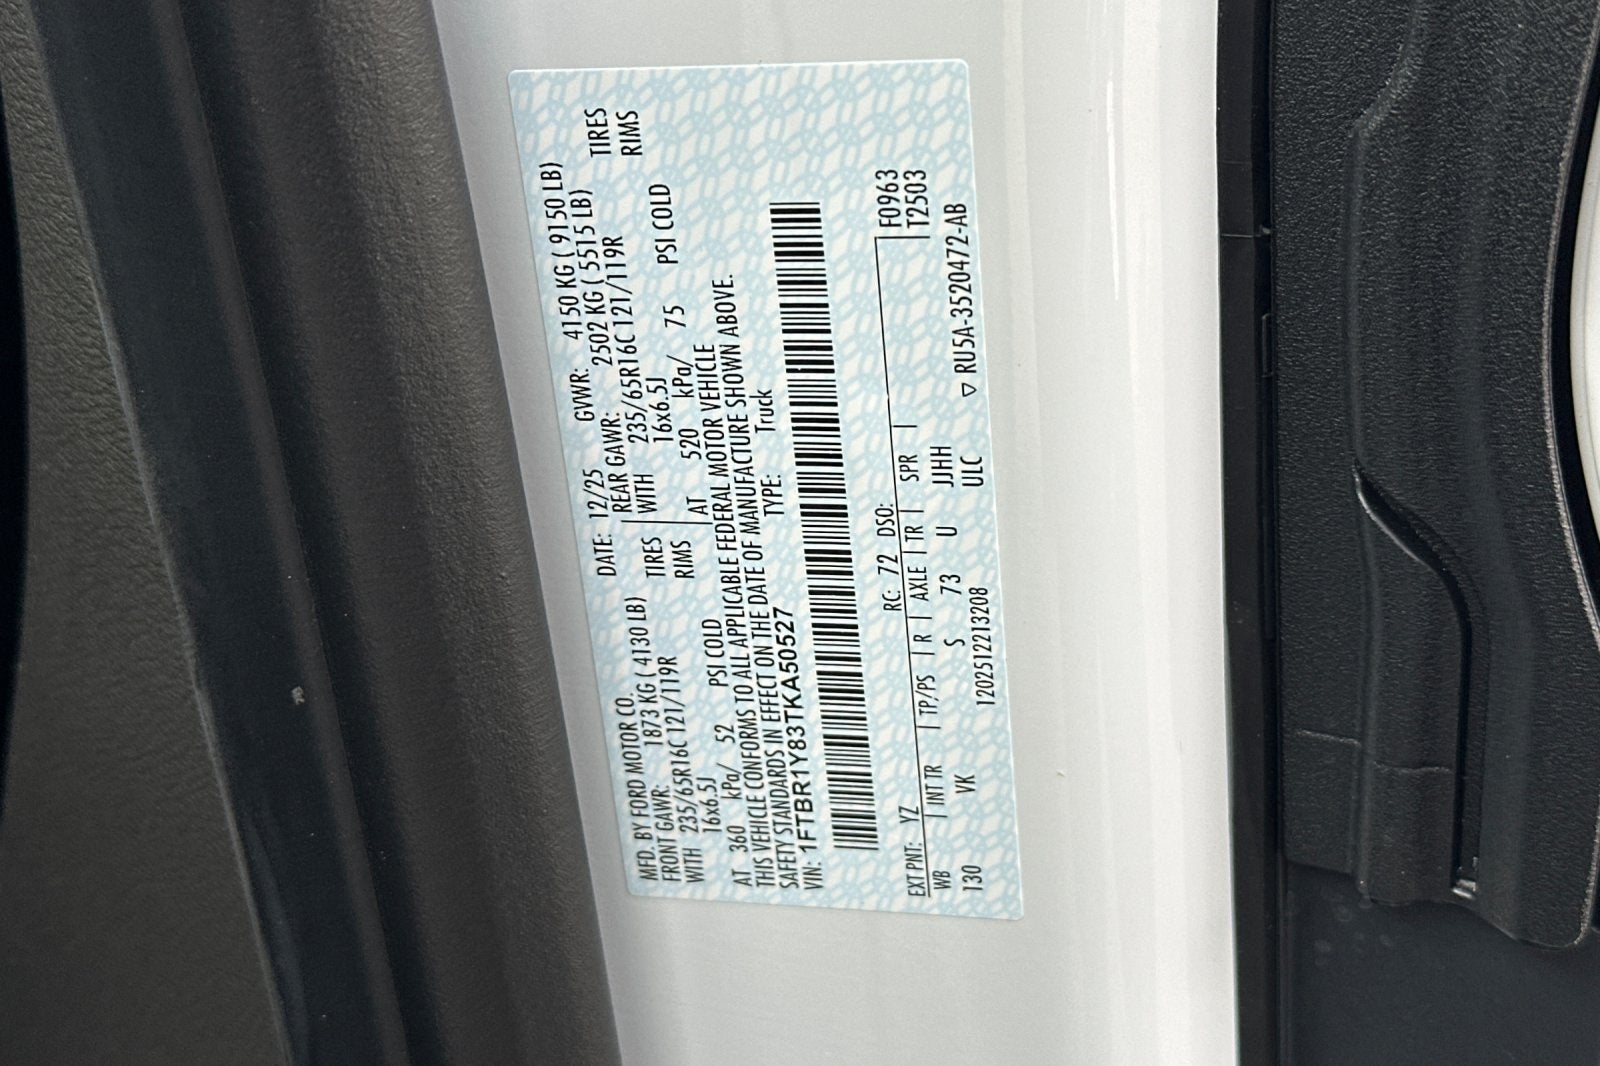 MFD. BY FORD MOTOR CO. DATE: 12/25 GVWR: 4150 KG ( 9150 LB)
FRONT GAWR: 1873 KG ( 4130 LB) REAR GAWR: 2502 KG ( 5515 LB)
WITH 235/65R16C 121/119R TIRES WITH 235/65R16C 121/119R TIRES
16x6.5J RIMS 16x6.5J RIMS
AT 360 kPa/ 52 PSI COLD AT 520 kPa/ 75 PSI COLD
THIS VEHICLE CONFORMS TO ALL APPLICABLE FEDERAL MOTOR VEHICLE
SAFETY STANDARDS IN EFFECT ON THE DATE OF MANUFACTURE SHOWN ABOVE.
VIN: 1FTBR1Y83TKA50527 TYPE: Truck
F0963
T2503
EXT PNT: YZ RC: 72 DSO:
WB INT TR TP/PS R AXLE TR SPR
130 VK S 73 U JJHH
1202512213208 ULC ▽ RU5A-3520472-AB